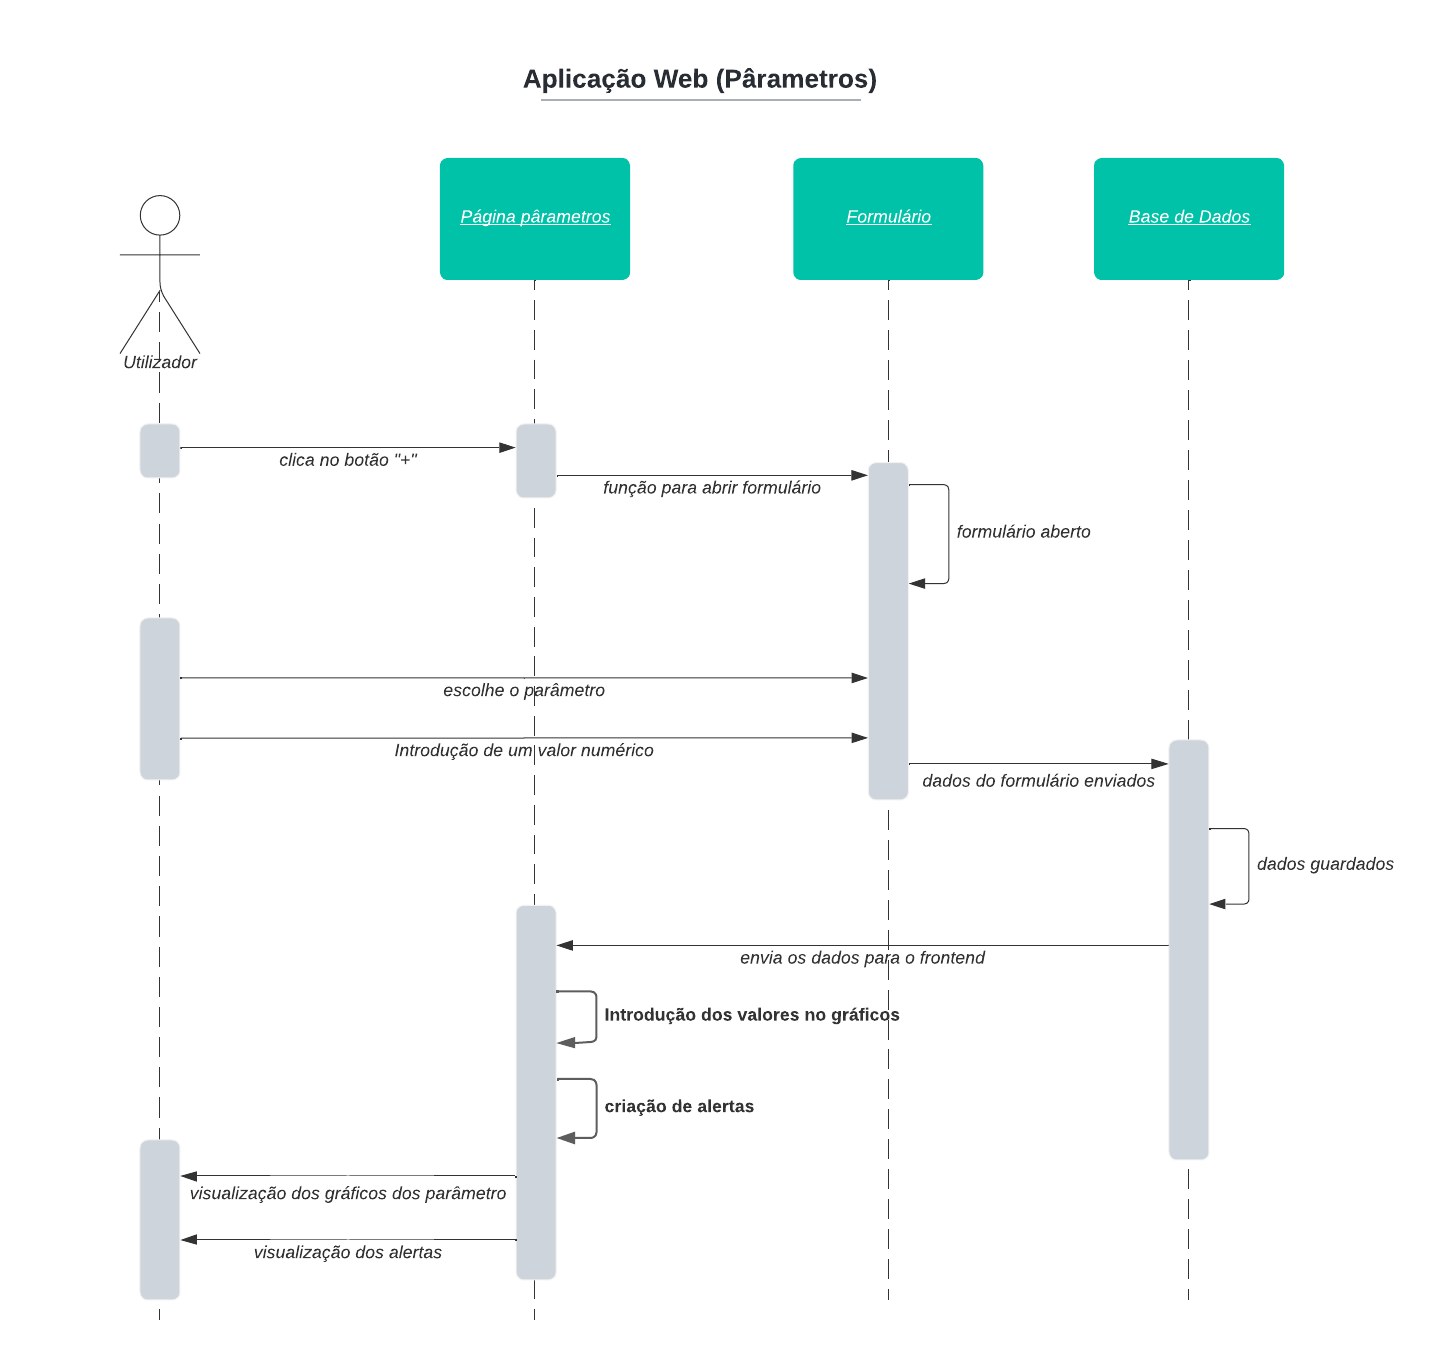 Aplicação Web (Pârametros)
Página pârametros
Formulário
Base de Dados
Utilizador
clica no botão "+"
função para abrir formulário
formulário aberto
escolhe o parâmetro
Introdução de um valor numérico
dados do formulário enviados
dados guardados
envia os dados para o frontend
Introdução dos valores no gráficos
criação de alertas
visualização dos gráficos dos parâmetro
visualização dos alertas